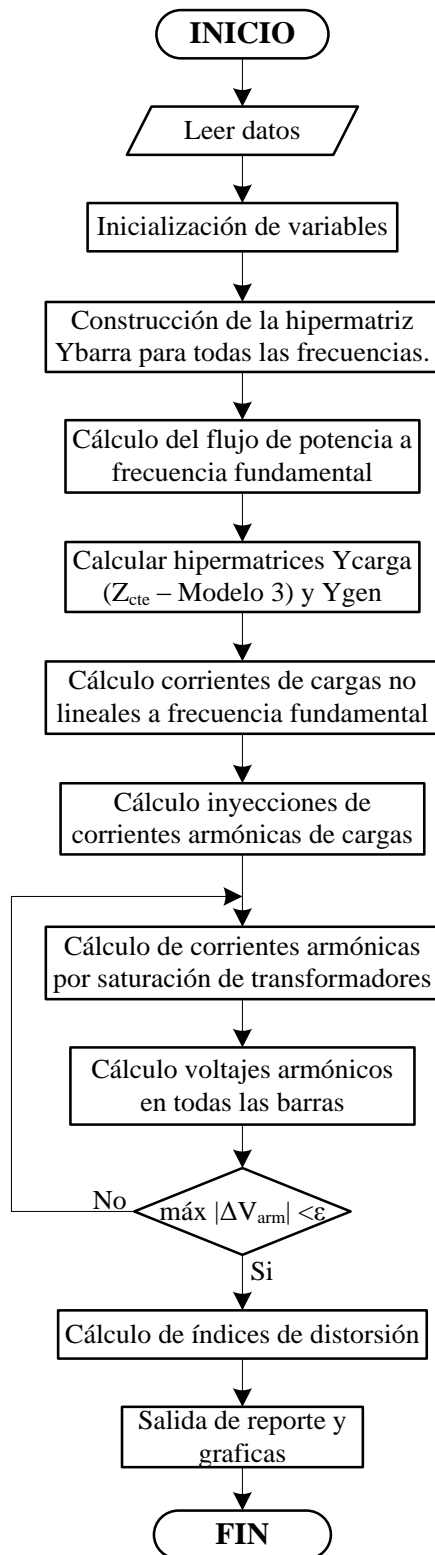 INICIO
Leer datos
Inicialización de variables
Construcción de la hipermatriz
Ybarra para todas las frecuencias.
Cálculo del flujo de potencia a
frecuencia fundamental
Calcular hipermatrices Ycarga
(Zcte – Modelo 3) y Ygen
Cálculo corrientes de cargas no
lineales a frecuencia fundamental
Cálculo inyecciones de
corrientes armónicas de cargas
Cálculo de corrientes armónicas
por saturación de transformadores
Cálculo voltajes armónicos
en todas las barras
No
máx |ΔVarm| <ε
Si
Cálculo de índices de distorsión
Salida de reporte y
graficas
FIN